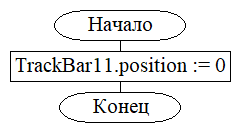 Начало
TrackBar11.position := 0
Конец